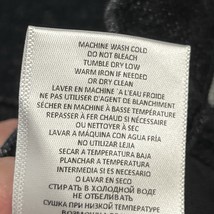 MACHINE WASH COLD
DO NOT BLEACH
TUMBLE DRY LOW
WARM IRON IF NEEDED
OR DRY CLEAN
LAVER EN MACHINE A L'EAU FROIDE
NE PAS UTILISER D'AGENT DE BLANCHIMENT
SÉCHER EN MACHINE À BASSE TEMPÉRATURE
REPASSER À FER CHAUD SI NÉCESSAIRE
OU NETTOYER À SEC
LAVAR A MÁQUINA CON AGUA FRÍA
NO UTILIZAR LEJIA
SECAR A TEMPERATURA BAJA
PLANCHAR A TEMPERATURA
INTERMEDIA SI ES NECESARIO
O LAVAR EN SECO
СТИРАТЬ В ХОЛОДНОЙ ВОДЕ
НЕ ОТБЕЛИВАТЬ
СУШКА ПРИ НИЗКОЙ ТЕМПЕРАТУРЕ